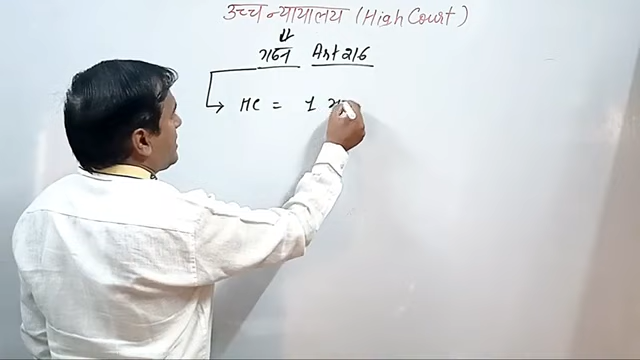 उच्च न्यायालय (High Court)
गठन Art 216
HC = 1